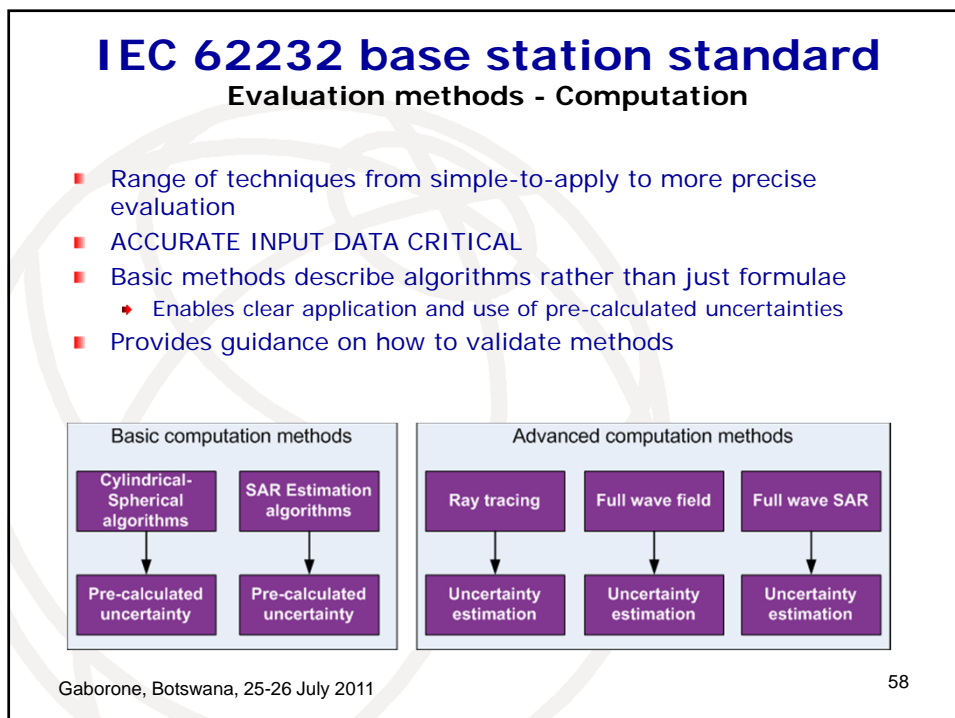 IEC 62232 base station standard
Evaluation methods - Computation
Range of techniques from simple-to-apply to more precise
evaluation
ACCURATE INPUT DATA CRITICAL
Basic methods describe algorithms rather than just formulae
Enables clear application and use of pre-calculated uncertainties
Provides guidance on how to validate methods
Basic computation methods
Cylindrical-
Spherical
algorithms
SAR Estimation
algorithms
Pre-calculated
uncertainty
Pre-calculated
uncertainty
Advanced computation methods
Ray tracing
Full wave field
Full wave SAR
Uncertainty
estimation
Uncertainty
estimation
Uncertainty
estimation
Gaborone, Botswana, 25-26 July 2011
58